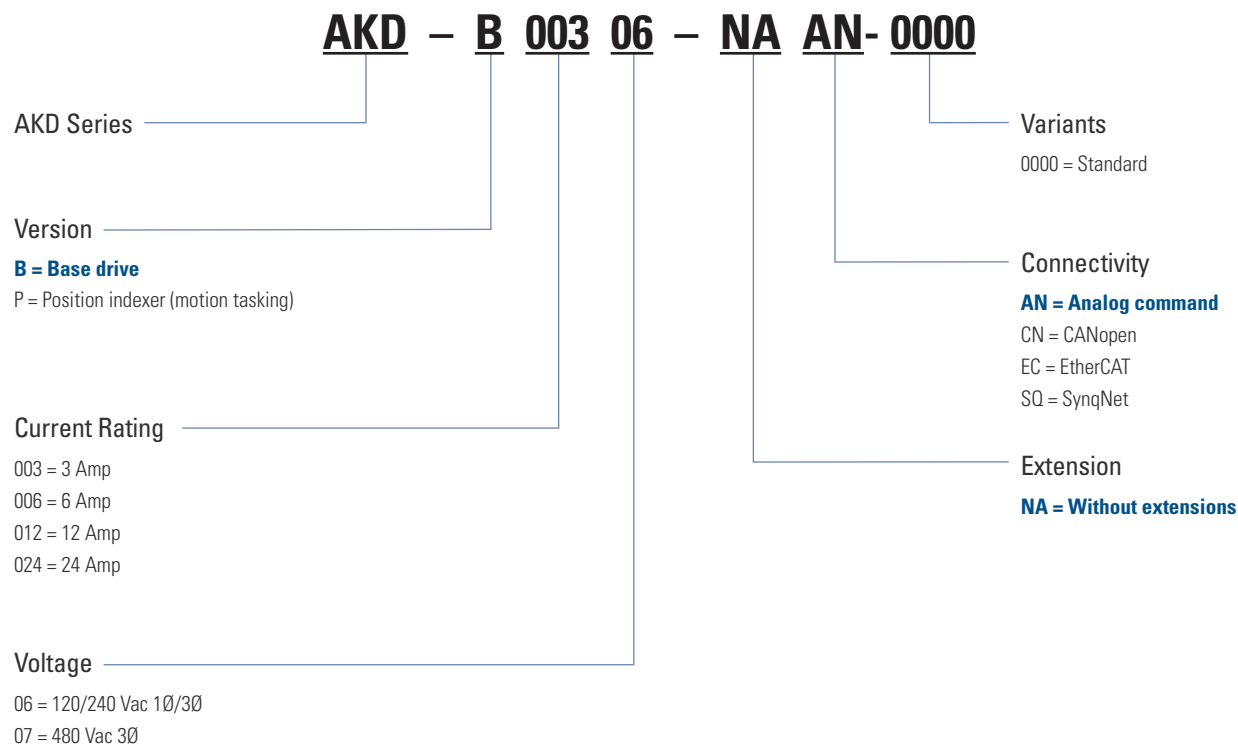 AKD – B 003 06 – NA AN- 0000
AKD Series
Version
B = Base drive
P = Position indexer (motion tasking)
Current Rating
003 = 3 Amp
006 = 6 Amp
012 = 12 Amp
024 = 24 Amp
Voltage
06 = 120/240 Vac 1Ø/3Ø
07 = 480 Vac 3Ø
Variants
0000 = Standard
Connectivity
AN = Analog command
CN = CANopen
EC = EtherCAT
SQ = SynqNet
Extension
NA = Without extensions